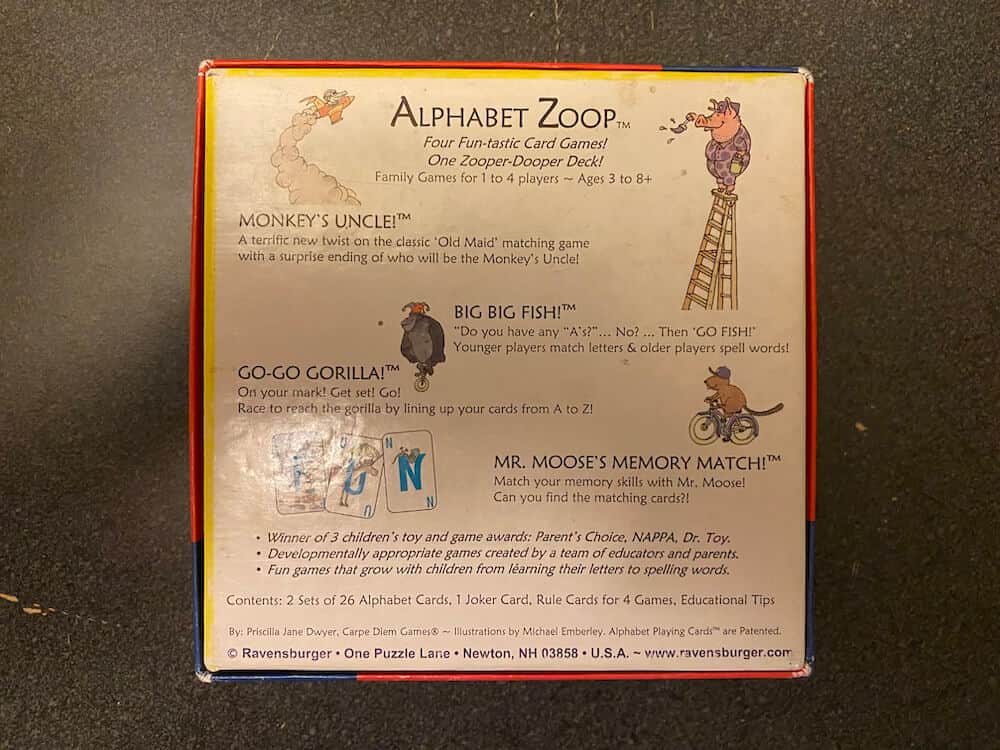 ALPHABET ZOOP™
Four Fun-tastic Card Games!
One Zooper-Dooper Deck!
Family Games for 1 to 4 players ~ Ages 3 to 8+
MONKEY'S UNCLE!™
A terrific new twist on the classic 'Old Maid' matching game
with a surprise ending of who will be the Monkey's Uncle!
BIG BIG FISH!™
"Do you have any "A's?"... No? ... Then 'GO FISH!'
Younger players match letters & older players spell words!
GO-GO GORILLA!™
On your mark! Get set! Go!
Race to reach the gorilla by lining up your cards from A to Z!
F U N
MR. MOOSE'S MEMORY MATCH!™
Match your memory skills with Mr. Moose!
Can you find the matching cards?!
• Winner of 3 children's toy and game awards: Parent's Choice, NAPPA, Dr. Toy.
• Developmentally appropriate games created by a team of educators and parents.
• Fun games that grow with children from learning their letters to spelling words.
Contents: 2 Sets of 26 Alphabet Cards, 1 Joker Card, Rule Cards for 4 Games, Educational Tips
By: Priscilla Jane Dwyer, Carpe Diem Games® ~ Illustrations by Michael Emberley. Alphabet Playing Cards™ are Patented.
© Ravensburger • One Puzzle Lane • Newton, NH 03858 • U.S.A. ~ www.ravensburger.com